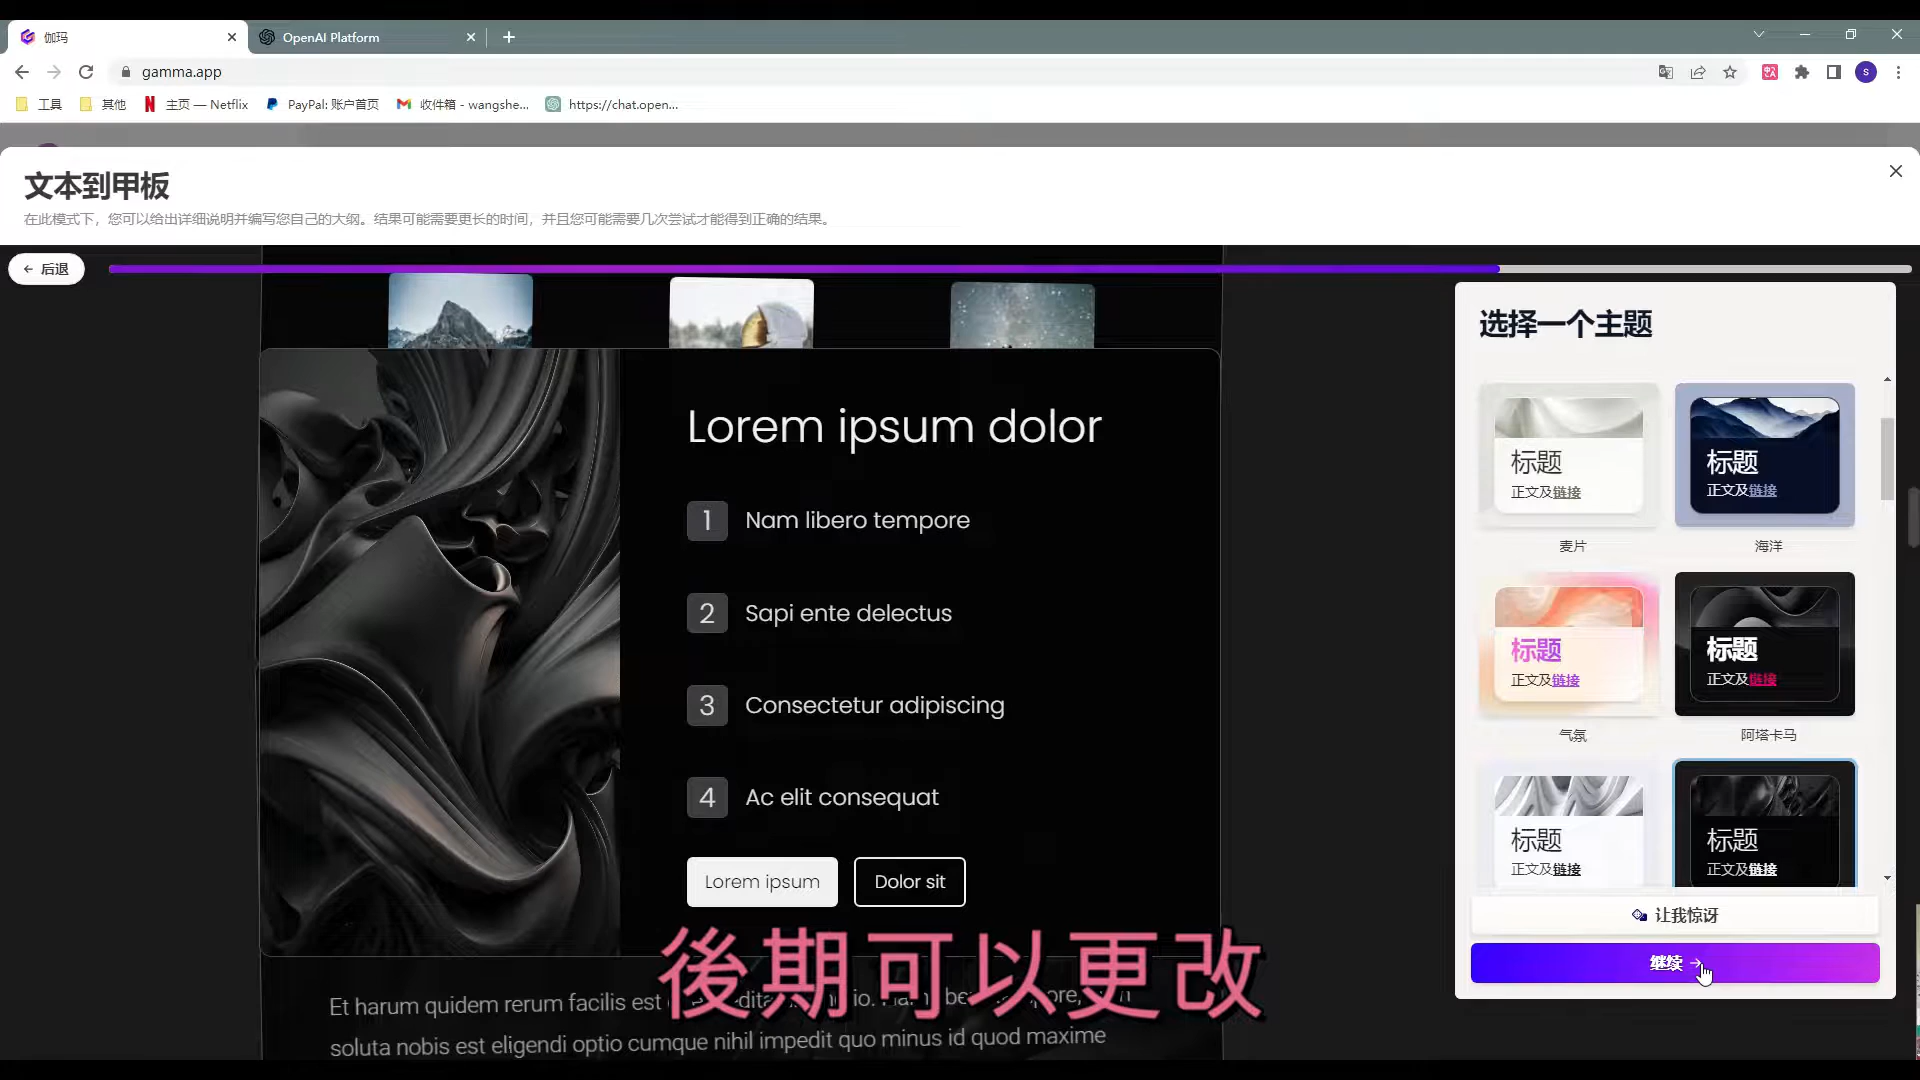 伽玛
OpenAI Platform
gamma.app
工具
其他
主页 — Netflix
PayPal: 账户首页
收件箱 - wangshe...
https://chat.open...
文本到甲板
在此模式下，您可以给出详细说明并编写您自己的大纲。结果可能需要更长的时间，并且您可能需要几次尝试才能得到正确的结果。
← 后退
Lorem ipsum dolor
1 Nam libero tempore
2 Sapi ente delectus
3 Consectetur adipiscing
4 Ac elit consequat
Lorem ipsum
Dolor sit
後期可以更改
Et harum quidem rerum facilis est
soluta nobis est eligendi optio cumque nihil impedit quo minus id quod maxime
选择一个主题
标题
正文及链接
麦片
标题
正文及链接
海洋
标题
正文及链接
气氛
标题
正文及链接
阿塔卡马
标题
正文及链接
标题
正文及链接
让我惊讶
继续 →